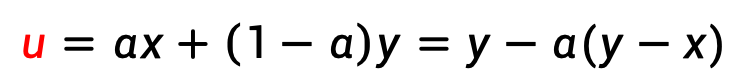 u = ax + (1 − a)y = y − a(y − x)